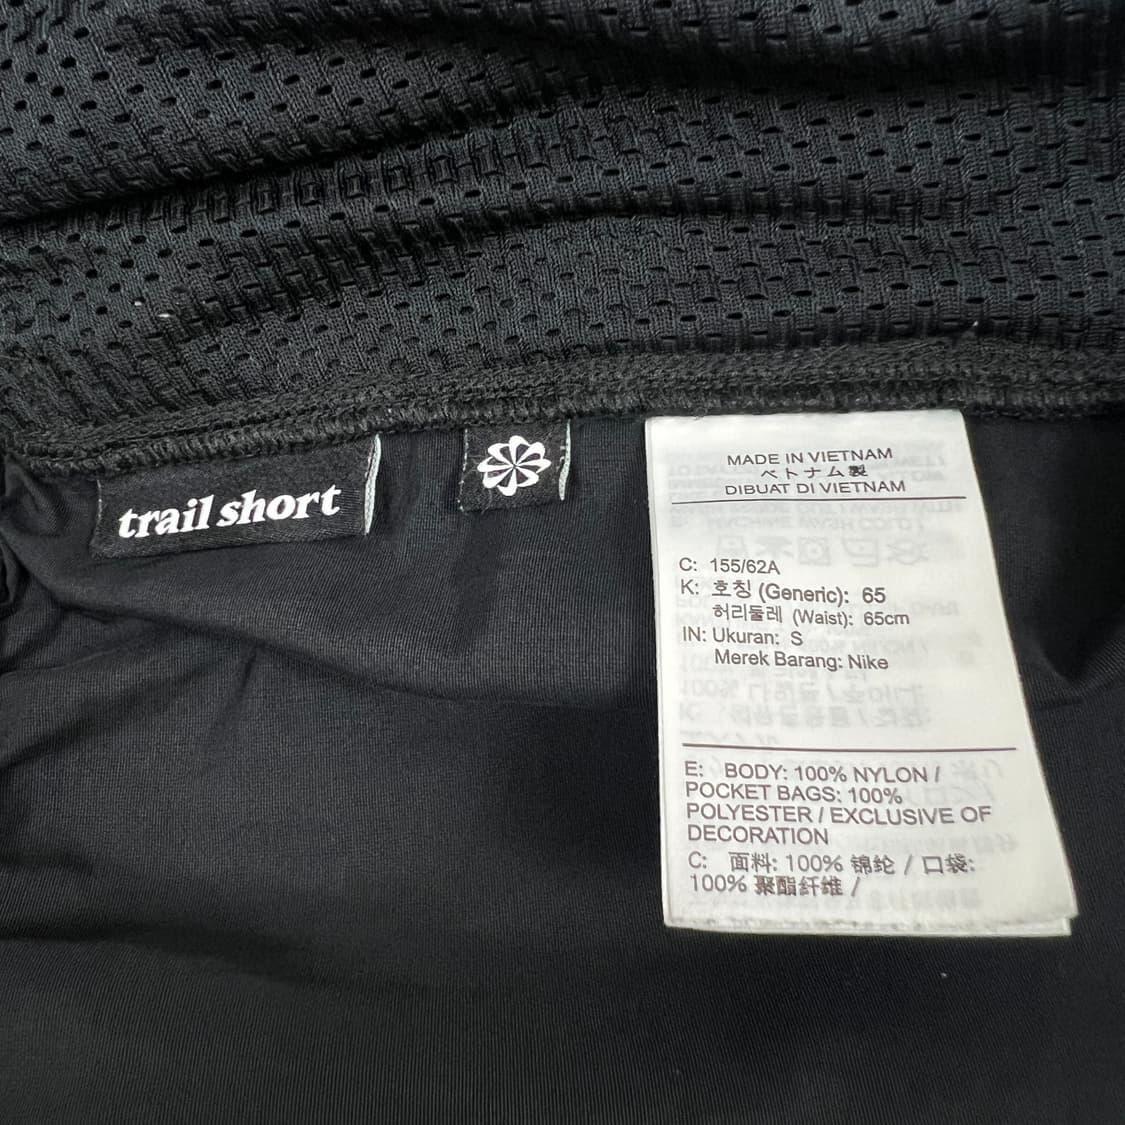 trail short
MADE IN VIETNAM
ベトナム製
DIBUAT DI VIETNAM
C: 155/62A
K: 호칭 (Generic): 65
허리둘레 (Waist): 65cm
IN: Ukuran: S
Merek Barang: Nike
E: BODY: 100% NYLON /
POCKET BAGS: 100%
POLYESTER / EXCLUSIVE OF
DECORATION
C: 面料: 100% 锦纶 / 口袋:
100% 聚酯纤维 /